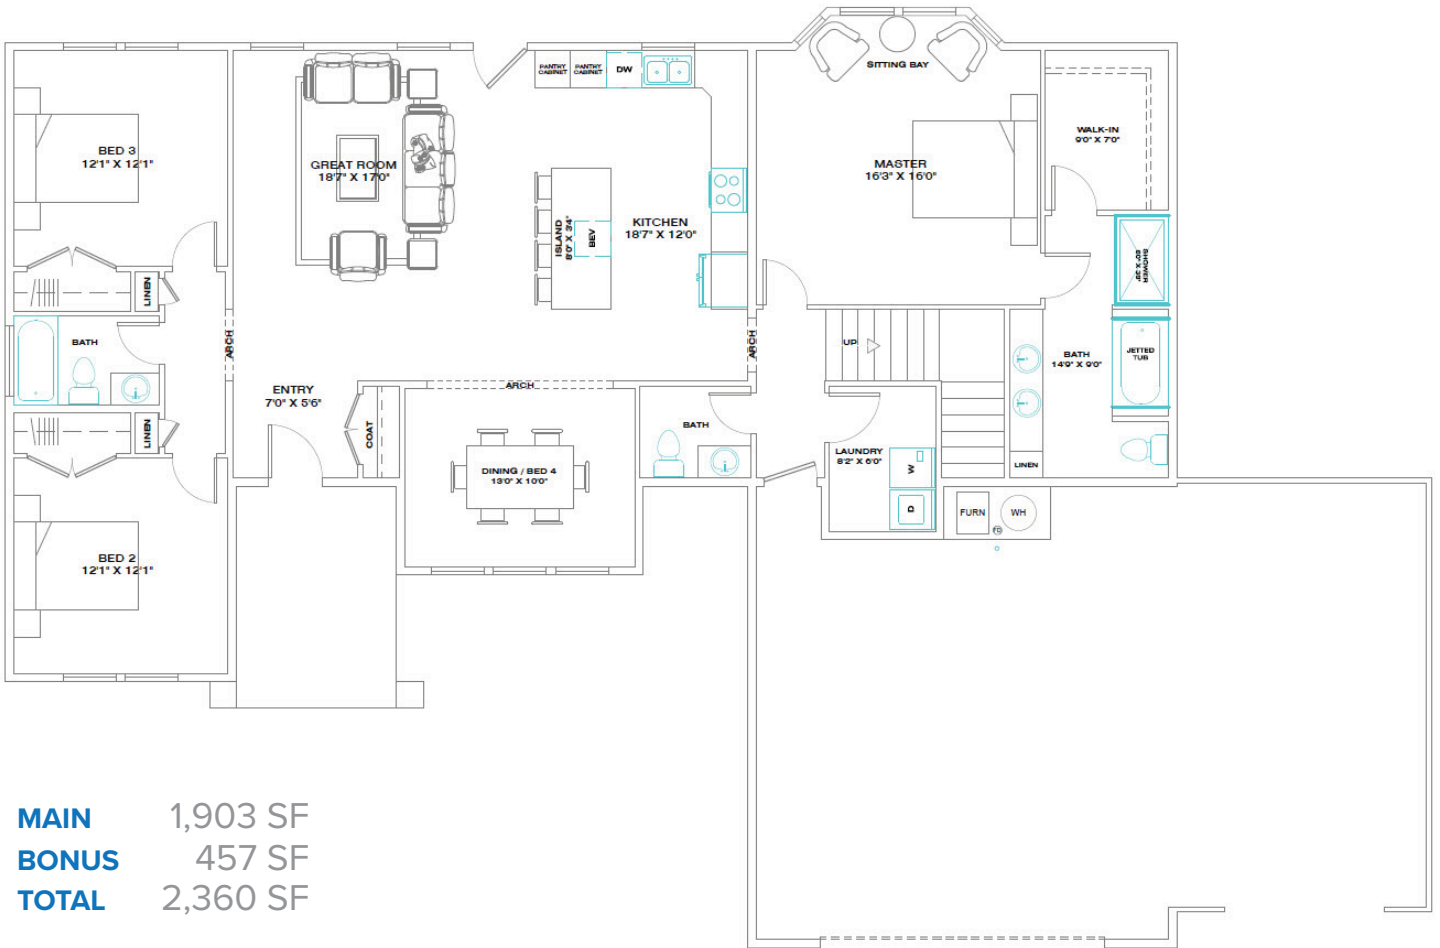 SITTING BAY
PANTRY CABINET
PANTRY CABINET
DW
BED 3
12'1" X 12'1"
GREAT ROOM
18'7" X 17'0"
ISLAND
8'0" X 3'4"
BEV
KITCHEN
18'7" X 12'0"
MASTER
16'3" X 16'0"
WALK-IN
9'0" X 7'0"
SHOWER
LINEN
BATH
ARCH
ENTRY
7'0" X 5'6"
ARCH
ARCH
UP
BATH
14'9" X 9'0"
JETTED
TUB
LINEN
COAT
BATH
LAUNDRY
8'2" X 6'0"
W
D
LINEN
DINING / BED 4
13'0" X 10'0"
FURN
WH
FD
BED 2
12'1" X 12'1"
MAIN 1,903 SF
BONUS 457 SF
TOTAL 2,360 SF